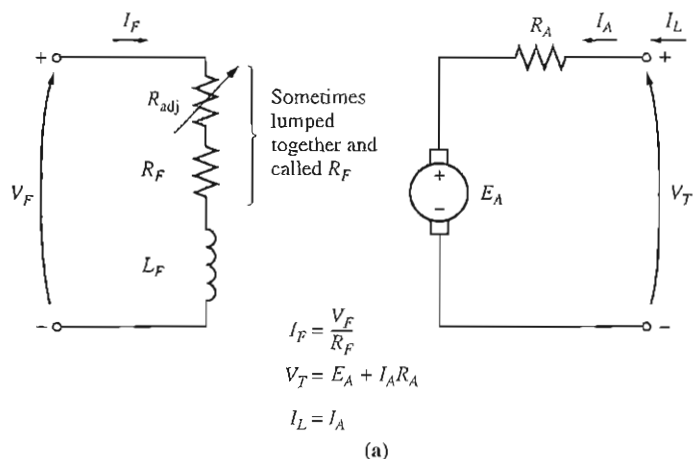 I_F
R_A
I_A
I_L
+
+
R_adj
Sometimes
lumped
together and
called R_F
R_F
V_F
+
−
E_A
V_T
L_F
−
−
I_F = V_F / R_F
V_T = E_A + I_A R_A
I_L = I_A
(a)